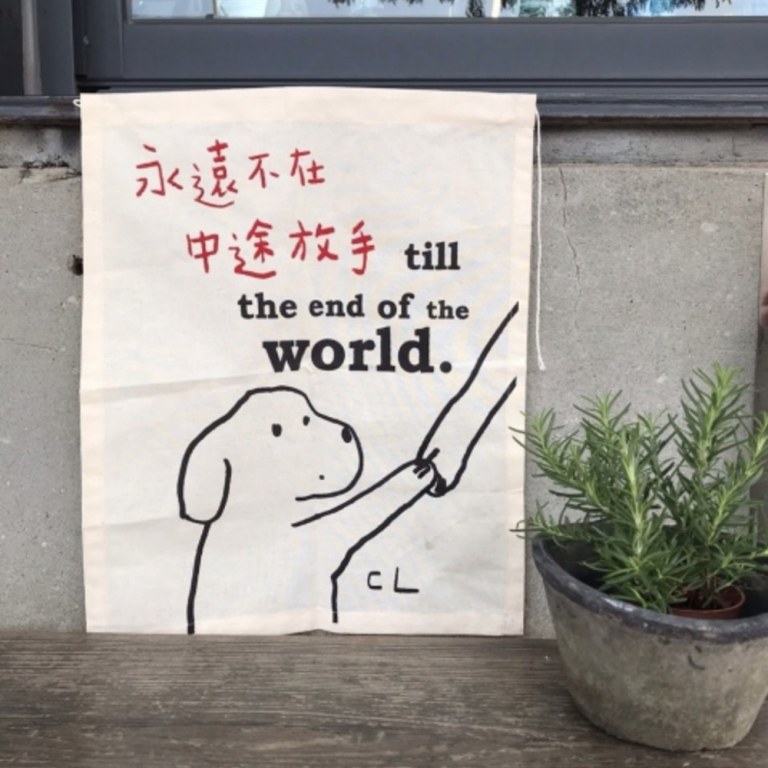 永遠不在
中途放手 till
the end of the
world.
CL